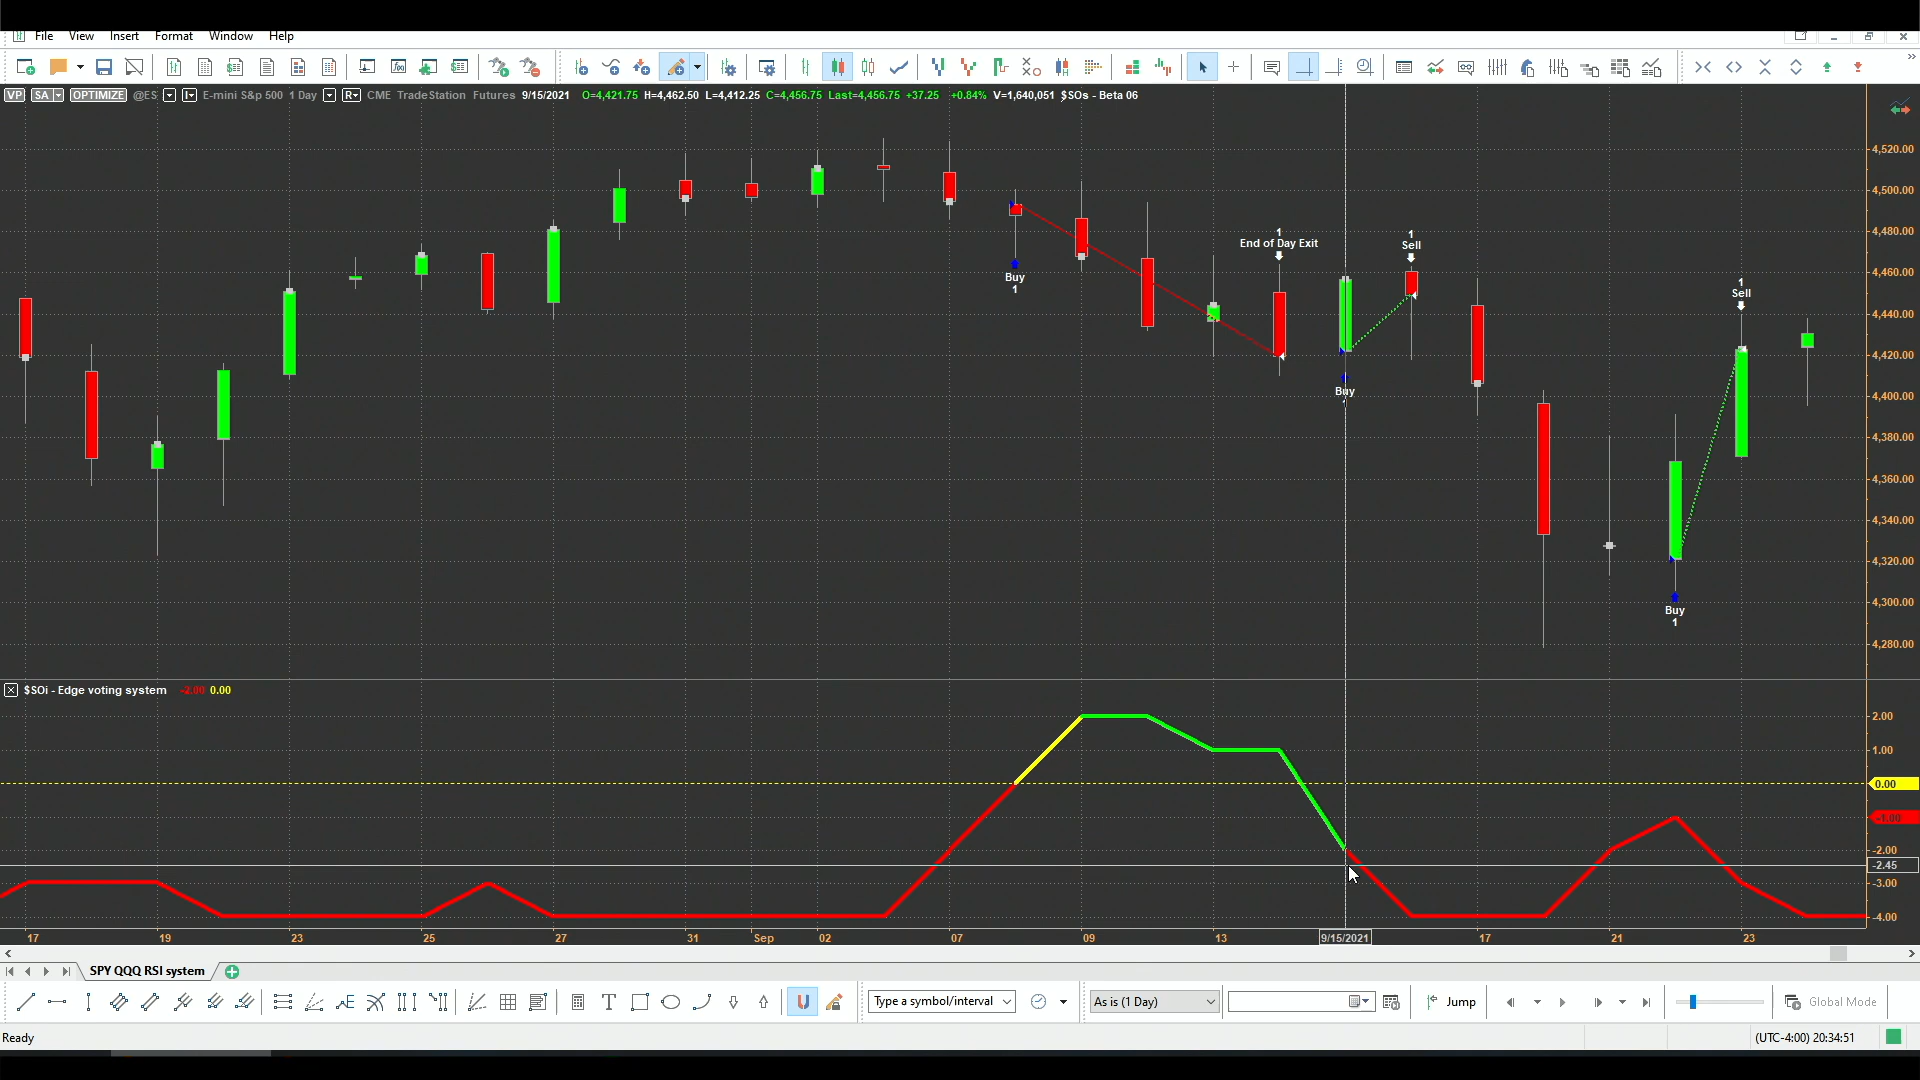 File View Insert Format Window Help
VP SA OPTIMIZE @ES I R E-mini S&p 500 1 Day CME TradeStation Futures 9/15/2021 O=4,421.75 H=4,462.50 L=4,412.25 C=4,456.75 Last=4,456.75 +37.25 +0.84% V=1,640,051 $SOs - Beta 06
4,520.00
4,500.00
4,480.00
4,460.00
4,440.00
4,420.00
4,400.00
4,380.00
4,360.00
4,340.00
4,320.00
4,300.00
4,280.00
Buy
1
1
End of Day Exit
1
Sell
Buy
1
Sell
Buy
1
$SOi - Edge voting system -2.00 0.00
2.00
1.00
0.00
-1.00
-2.00
-2.45
-3.00
-4.00
17 19 23 25 27 31 Sep 02 07 09 13 9/15/2021 17 21 23
SPY QQQ RSI system
Type a symbol/interval As is (1 Day) Jump Global Mode
Ready (UTC-4:00) 20:34:51